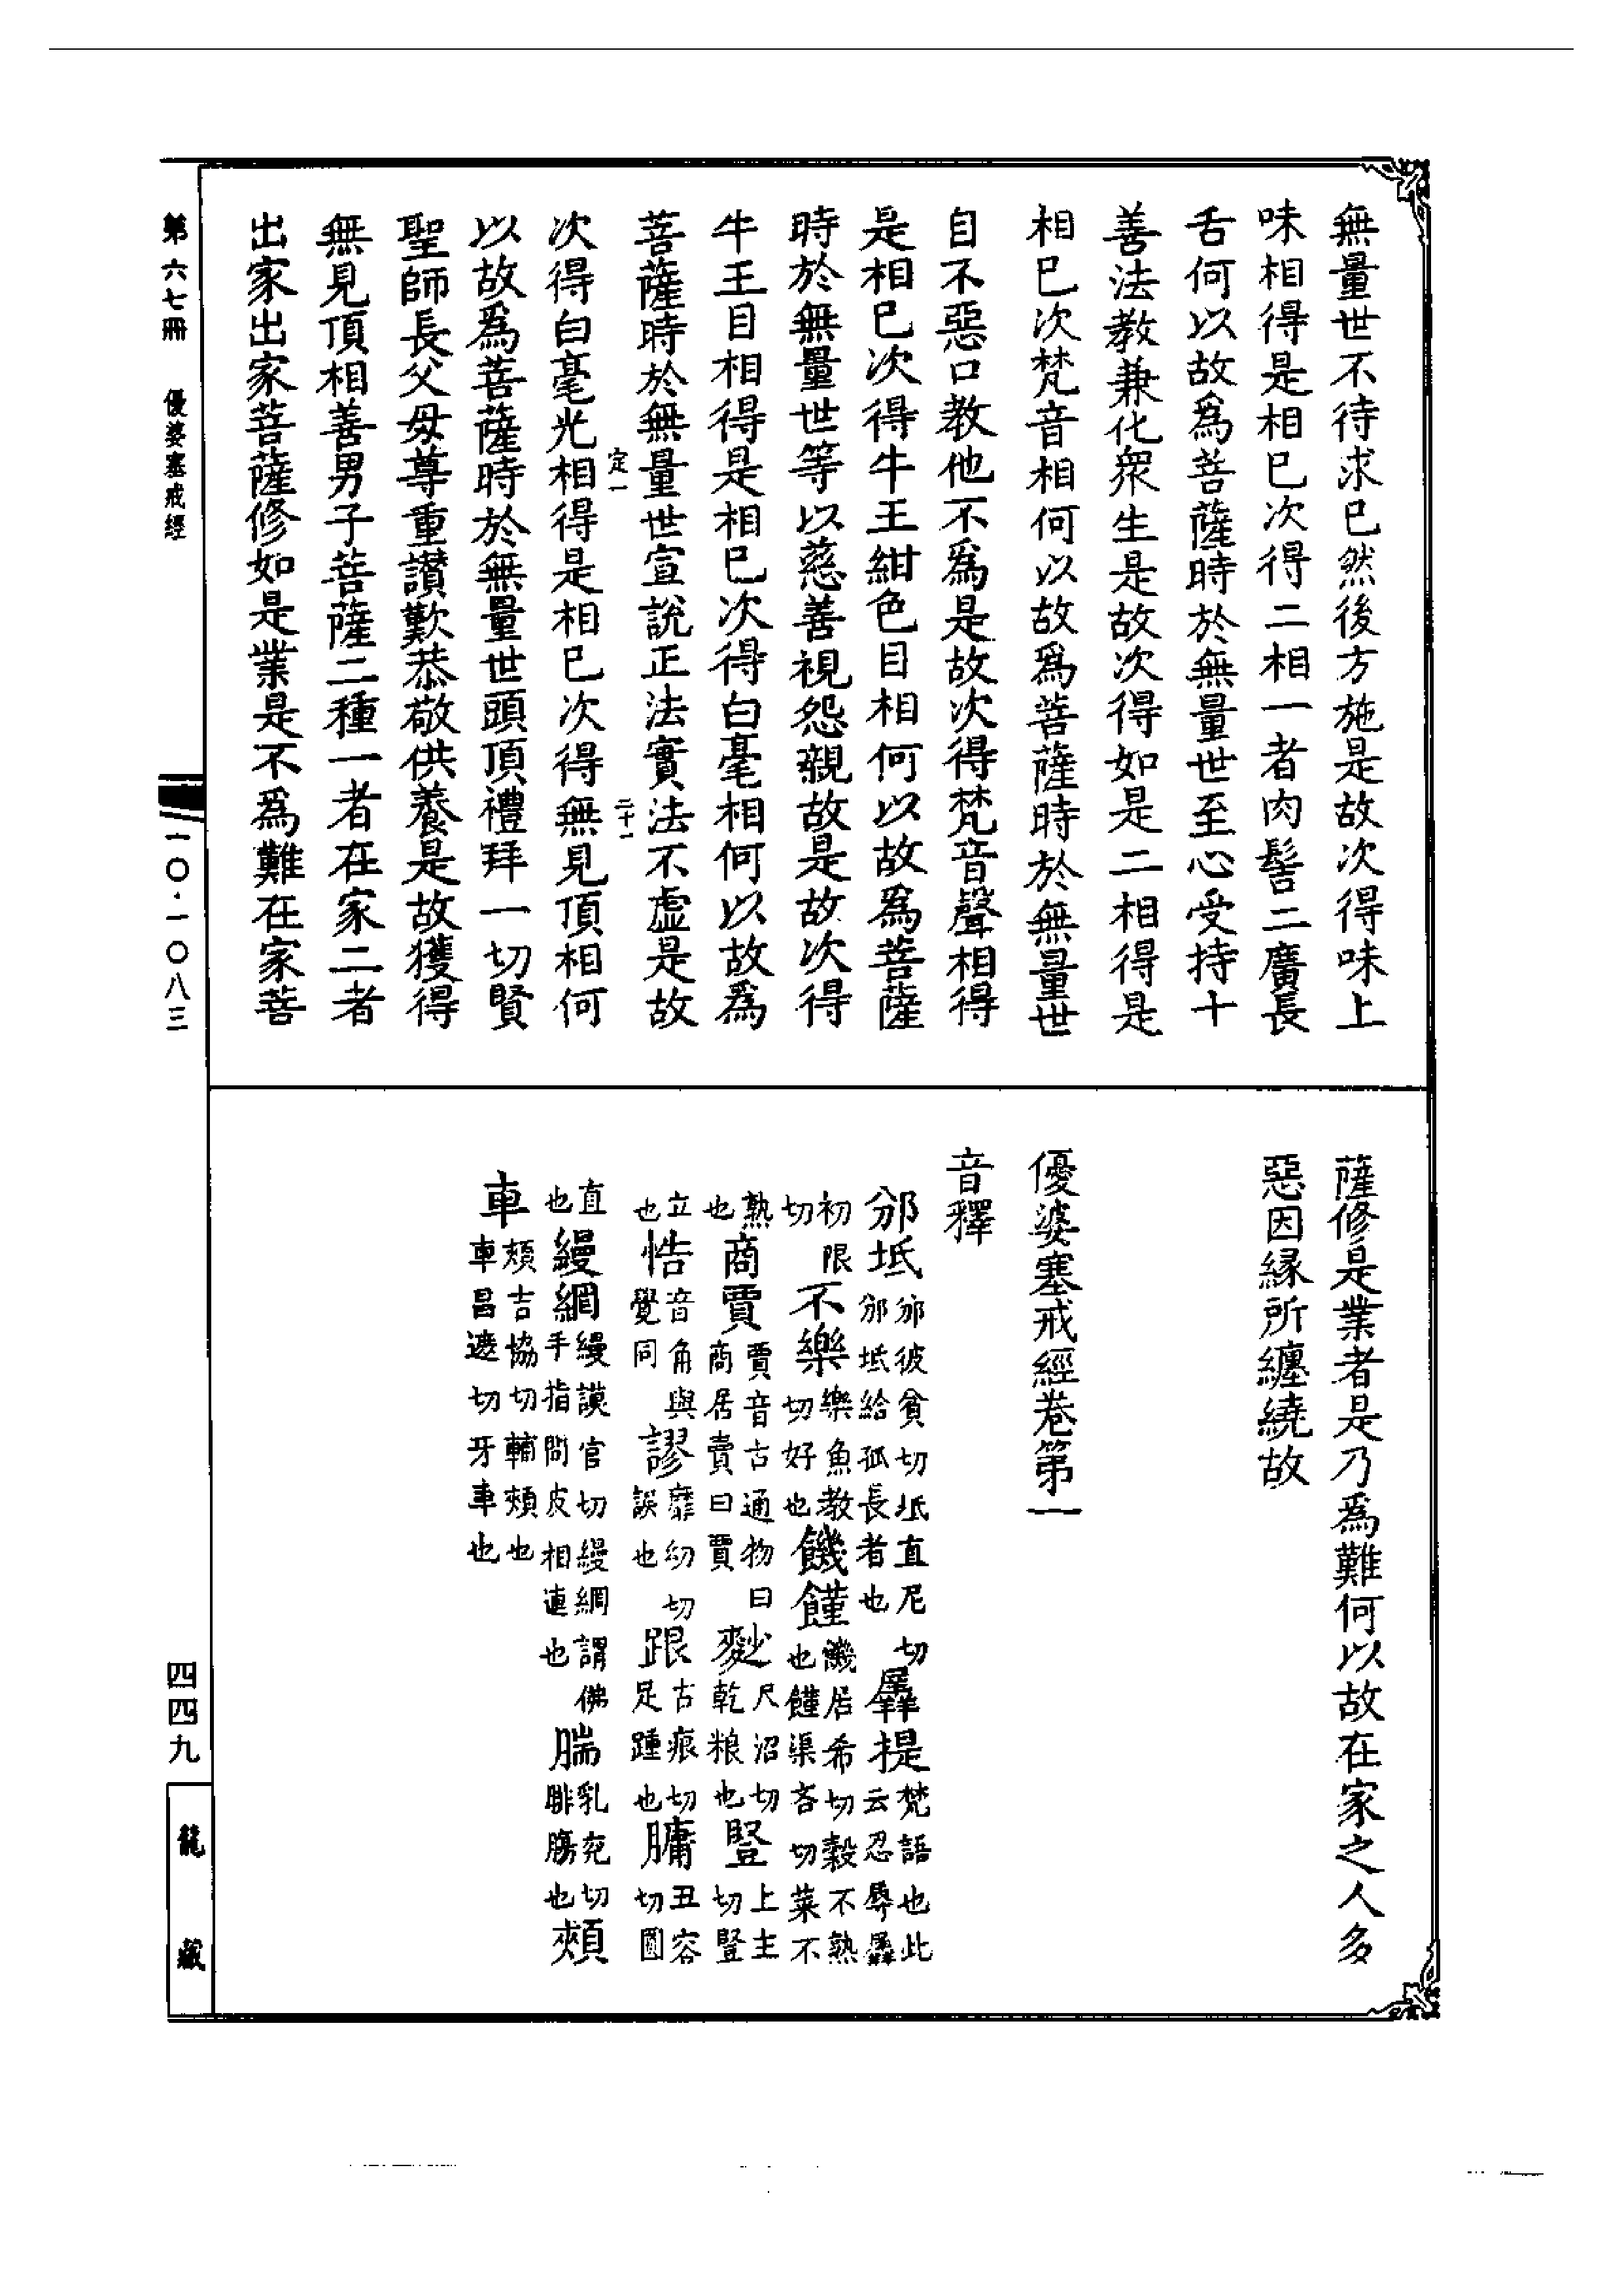 無量世不待求已然後方施是故次得味上
味相得是相已次得二相一者肉髻二廣長
舌何以故爲菩薩時於無量世至心受持十
善法教兼化衆生是故次得如是二相得是
相已次梵音相何以故爲菩薩時於無量世
自不惡口教他不爲是故次得梵音聲相得
是相已次得牛王紺色目相何以故爲菩薩
時於無量世等以慈善視怨親故是故次得
牛王目相得是相已次得白毫相何以故爲
菩薩時於無量世宣說正法實法不虛是故
定一
二十一
次得白毫光相得是相已次得無見頂相何
以故爲菩薩時於無量世頭頂禮拜一切賢
聖師長父母尊重讃歎恭敬供養是故獲得
無見頂相善男子菩薩二種一者在家二者
出家出家菩薩修如是業是不爲難在家菩
薩修是業者是乃爲難何以故在家之人多
惡因緣所纏繞故
優婆塞戒經卷第一
音釋
邠坻邠彼貧切坻直尼切邠坻給孤長者也羼提梵語也此云忍辱羼
初限切不樂樂魚教切好也饑饉饑居希切穀不熟也饉渠吝切菜不
熟也商賈賈音古通物曰商居賣曰賈麨尺沼切乾粮也豎上主切豎
立也悎音角與覺同謬靡幼切誤也跟古痕切足踵也𦟛丑容切圓
直也縵網縵謨官切縵網謂佛手指間皮相連也腨乳兖切腓膓也頰
車頰吉協切輔頰也車昌遮切牙車也
第六七冊　優婆塞戒經
一〇·一〇八三
四四九
龍藏